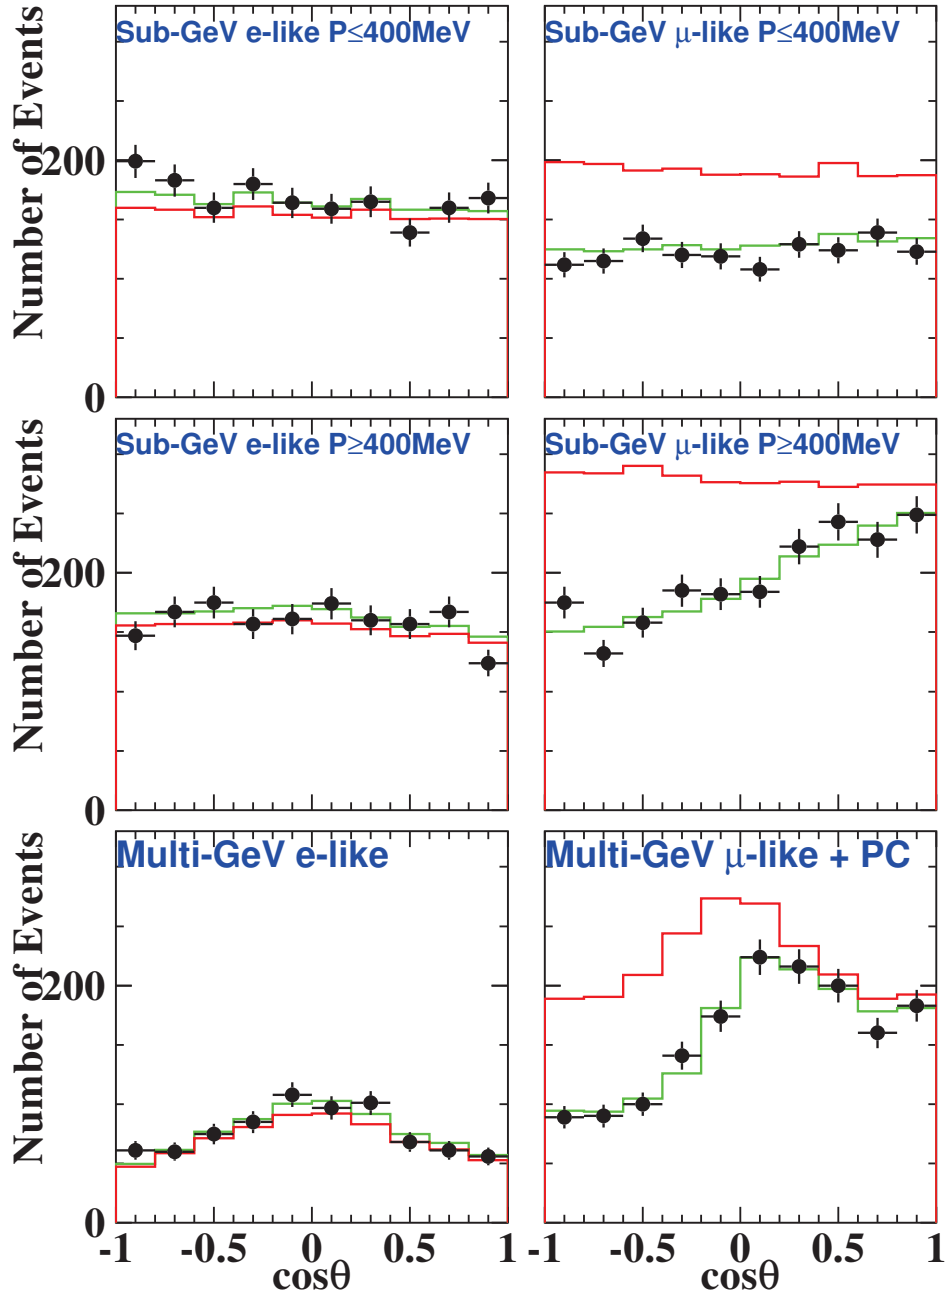 Sub-GeV e-like P≤400MeV
Sub-GeV μ-like P≤400MeV
Number of Events
200
0
Sub-GeV e-like P≥400MeV
Sub-GeV μ-like P≥400MeV
Number of Events
200
0
Multi-GeV e-like
Multi-GeV μ-like + PC
Number of Events
200
0
-1 -0.5 0 0.5 1
-1 -0.5 0 0.5 1
cosθ
cosθ